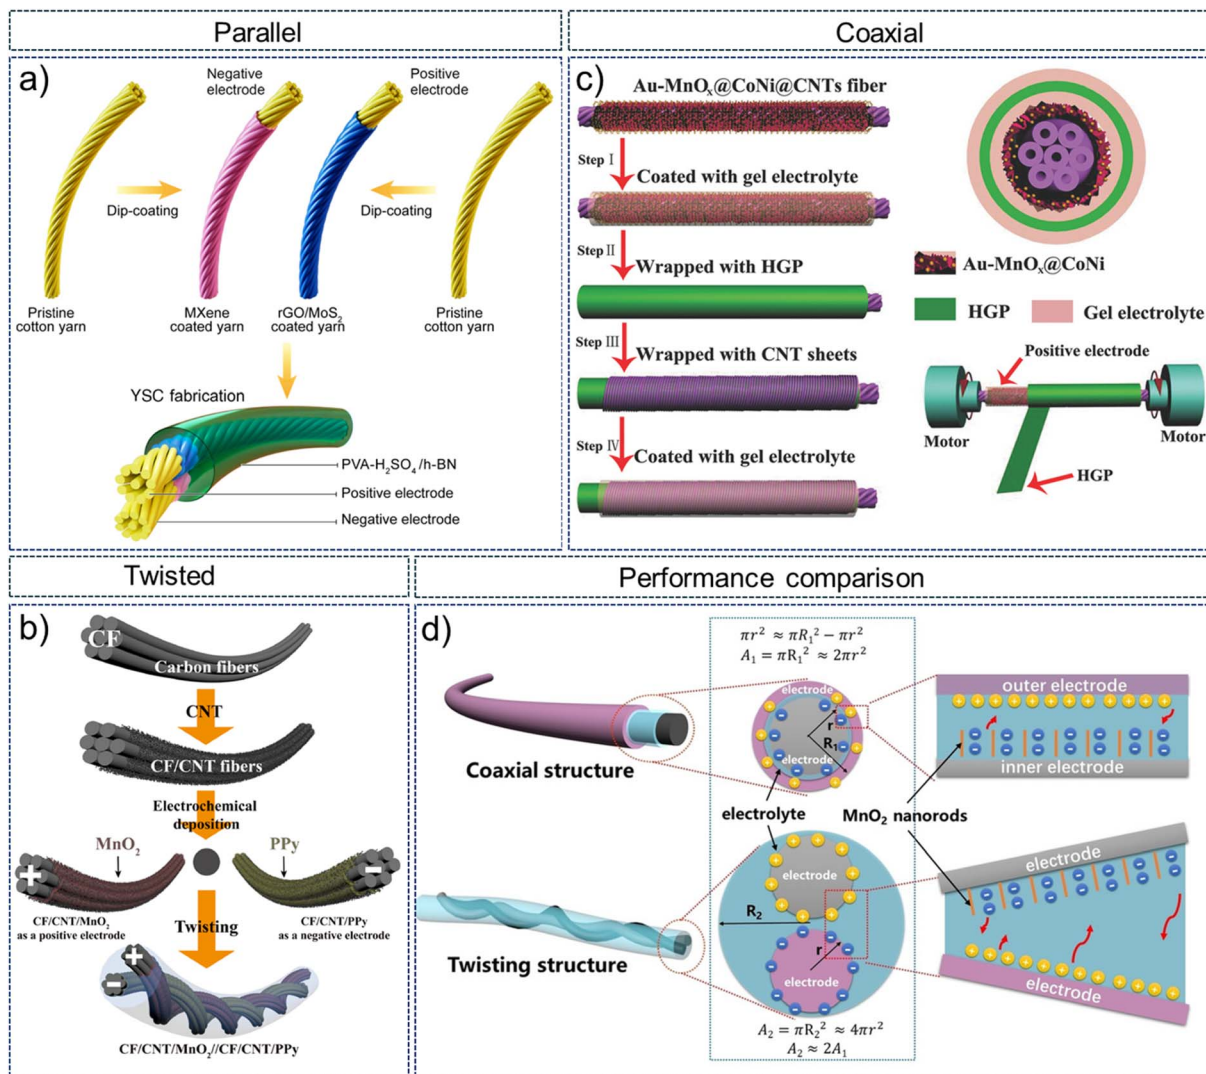 Parallel
a)
Negative
electrode
Positive
electrode
Dip-coating
Dip-coating
Pristine
cotton yarn
MXene
coated yarn
rGO/MoS₂
coated yarn
Pristine
cotton yarn
YSC fabrication
PVA-H₂SO₄/h-BN
Positive electrode
Negative electrode
Coaxial
c)
Au-MnOₓ@CoNi@CNTs fiber
Step Ⅰ
Coated with gel electrolyte
Step Ⅱ
Wrapped with HGP
Step Ⅲ
Wrapped with CNT sheets
Step Ⅳ
Coated with gel electrolyte
Au-MnOₓ@CoNi
HGP
Gel electrolyte
Positive electrode
Motor
Motor
HGP
Twisted
b)
CF
Carbon fibers
CNT
CF/CNT fibers
Electrochemical
deposition
MnO₂
PPy
+
-
CF/CNT/MnO₂
as a positive electrode
Twisting
CF/CNT/PPy
as a negative electrode
+
-
CF/CNT/MnO₂//CF/CNT/PPy
Performance comparison
d)
πr² ≈ πR₁² − πr²
A₁ = πR₁² ≈ 2πr²
electrode
r
R₁
electrode
Coaxial structure
outer electrode
inner electrode
electrolyte
MnO₂ nanorods
electrode
R₂
r
electrode
Twisting structure
electrode
electrode
A₂ = πR₂² ≈ 4πr²
A₂ ≈ 2A₁